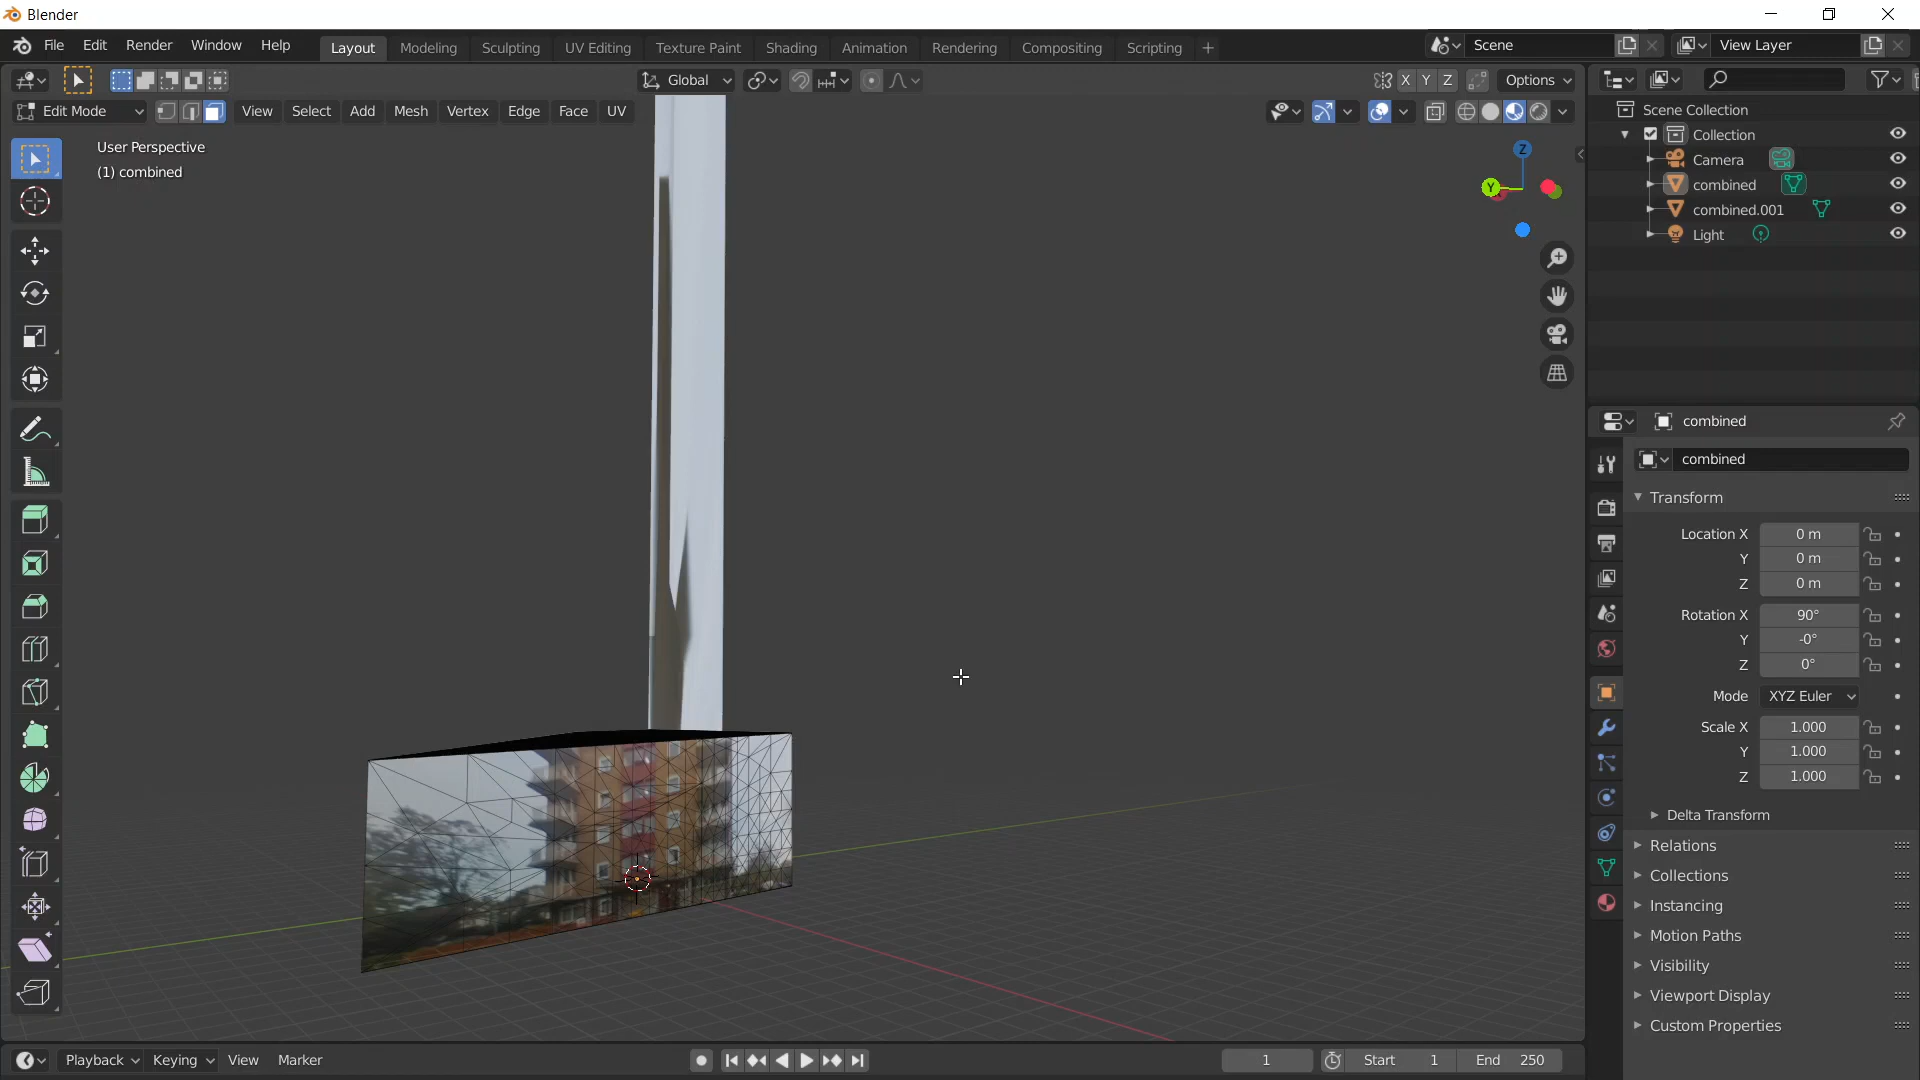 Blender
File Edit Render Window Help Layout Modeling Sculpting UV Editing Texture Paint Shading Animation Rendering Compositing Scripting + Scene View Layer
Global X Y Z Options
Edit Mode View Select Add Mesh Vertex Edge Face UV
User Perspective
(1) combined
Z
Y
Scene Collection
Collection
Camera
combined
combined.001
Light
combined
combined
Transform
Location X 0 m
Y 0 m
Z 0 m
Rotation X 90°
Y -0°
Z 0°
Mode XYZ Euler
Scale X 1.000
Y 1.000
Z 1.000
Delta Transform
Relations
Collections
Instancing
Motion Paths
Visibility
Viewport Display
Custom Properties
Playback Keying View Marker 1 Start 1 End 250